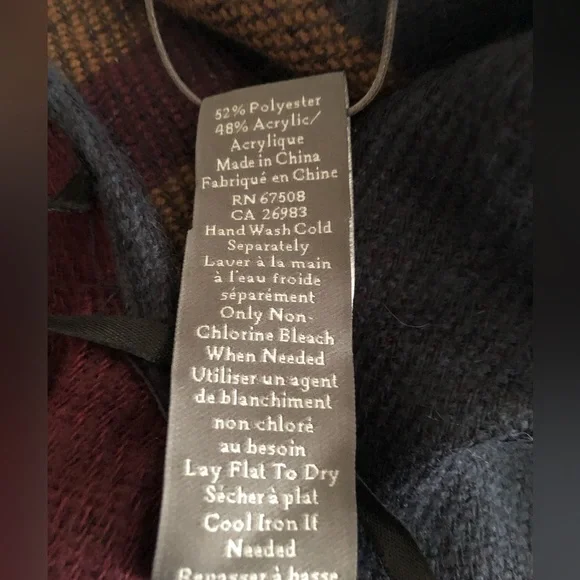 52% Polyester
48% Acrylic/
Acrylique
Made in China
Fabriqué en Chine
RN 67508
CA 26983
Hand Wash Cold
Separately
Laver à la main
à l'eau froide
séparément
Only Non-
Chlorine Bleach
When Needed
Utiliser un agent
de blanchiment
non chloré
au besoin
Lay Flat To Dry
Sécher à plat
Cool Iron If
Needed
Repasser à basse